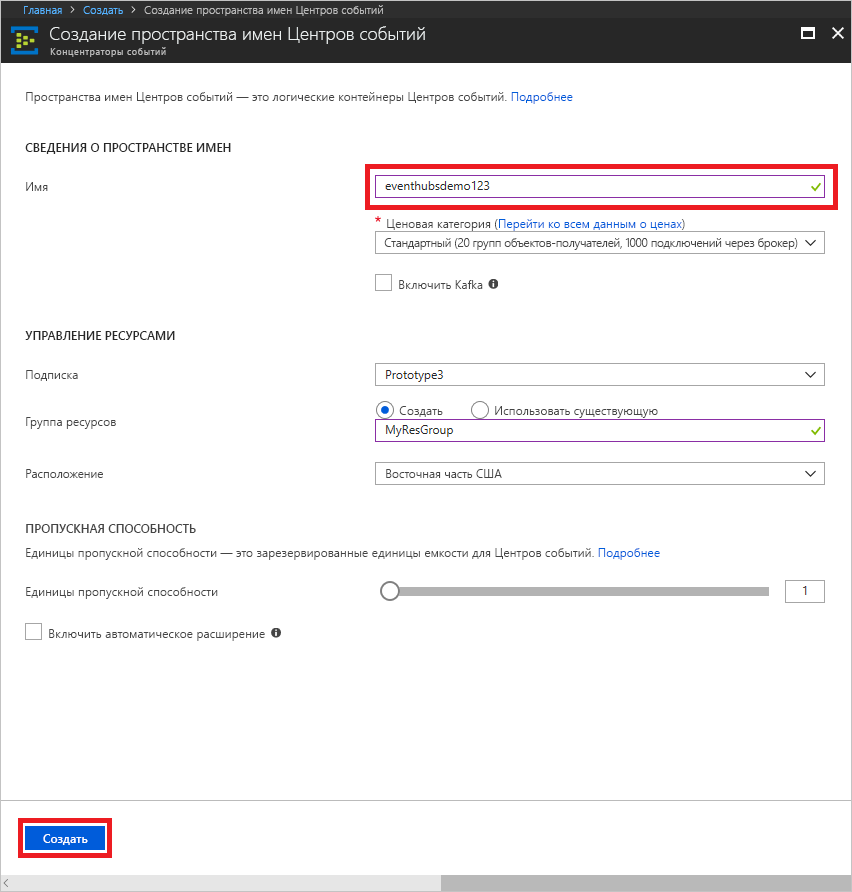 Главная > Создать > Создание пространства имен Центров событий
Создание пространства имен Центров событий
Концентраторы событий
Пространства имен Центров событий — это логические контейнеры Центров событий. Подробнее
СВЕДЕНИЯ О ПРОСТРАНСТВЕ ИМЕН
Имя
eventhubsdemo123
* Ценовая категория (Перейти ко всем данным о ценах)
Стандартный (20 групп объектов-получателей, 1000 подключений через брокер)
Включить Kafka
УПРАВЛЕНИЕ РЕСУРСАМИ
Подписка
Prototype3
Группа ресурсов
Создать
Использовать существующую
MyResGroup
Расположение
Восточная часть США
ПРОПУСКНАЯ СПОСОБНОСТЬ
Единицы пропускной способности — это зарезервированные единицы емкости для Центров событий. Подробнее
Единицы пропускной способности
1
Включить автоматическое расширение
Создать